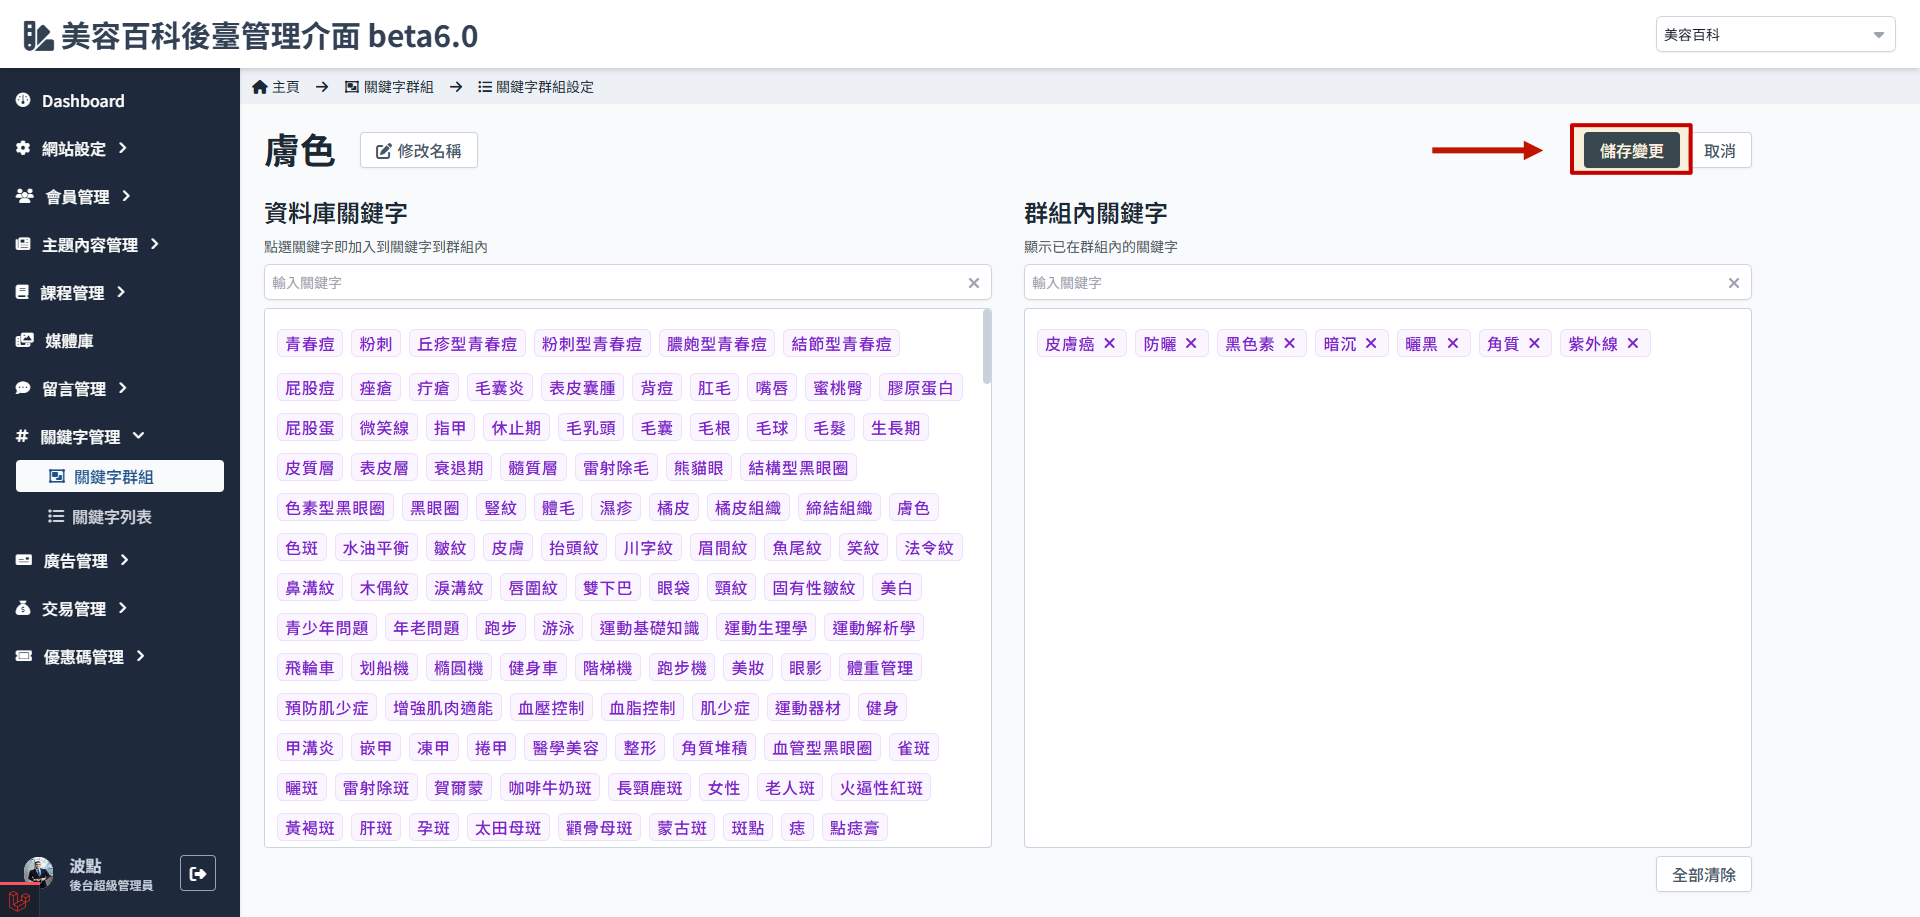 美容百科後臺管理介面 beta6.0
美容百科
主頁 → 關鍵字群組 → 關鍵字群組設定
Dashboard
網站設定
會員管理
主題內容管理
課程管理
媒體庫
留言管理
# 關鍵字管理
關鍵字群組
關鍵字列表
廣告管理
交易管理
優惠碼管理
波點
後台超級管理員
膚色 修改名稱
儲存變更 取消
資料庫關鍵字
點選關鍵字即加入到關鍵字到群組內
輸入關鍵字
青春痘 粉刺 丘疹型青春痘 粉刺型青春痘 膿皰型青春痘 結節型青春痘
屁股痘 痤瘡 疔瘡 毛囊炎 表皮囊腫 背痘 肛毛 嘴唇 蜜桃臀 膠原蛋白
屁股蛋 微笑線 指甲 休止期 毛乳頭 毛囊 毛根 毛球 毛髮 生長期
皮質層 表皮層 衰退期 髓質層 雷射除毛 熊貓眼 結構型黑眼圈
色素型黑眼圈 黑眼圈 豎紋 體毛 濕疹 橘皮 橘皮組織 締結組織 膚色
色斑 水油平衡 皺紋 皮膚 抬頭紋 川字紋 眉間紋 魚尾紋 笑紋 法令紋
鼻溝紋 木偶紋 淚溝紋 唇圍紋 雙下巴 眼袋 頸紋 固有性皺紋 美白
青少年問題 年老問題 跑步 游泳 運動基礎知識 運動生理學 運動解析學
飛輪車 划船機 橢圓機 健身車 階梯機 跑步機 美妝 眼影 體重管理
預防肌少症 增強肌肉適能 血壓控制 血脂控制 肌少症 運動器材 健身
甲溝炎 嵌甲 凍甲 捲甲 醫學美容 整形 角質堆積 血管型黑眼圈 雀斑
曬斑 雷射除斑 賀爾蒙 咖啡牛奶斑 長頸鹿斑 女性 老人斑 火逼性紅斑
黃褐斑 肝斑 孕斑 太田母斑 顴骨母斑 蒙古斑 斑點 痣 點痣膏
群組內關鍵字
顯示已在群組內的關鍵字
輸入關鍵字
皮膚癌 防曬 黑色素 暗沉 曬黑 角質 紫外線
全部清除